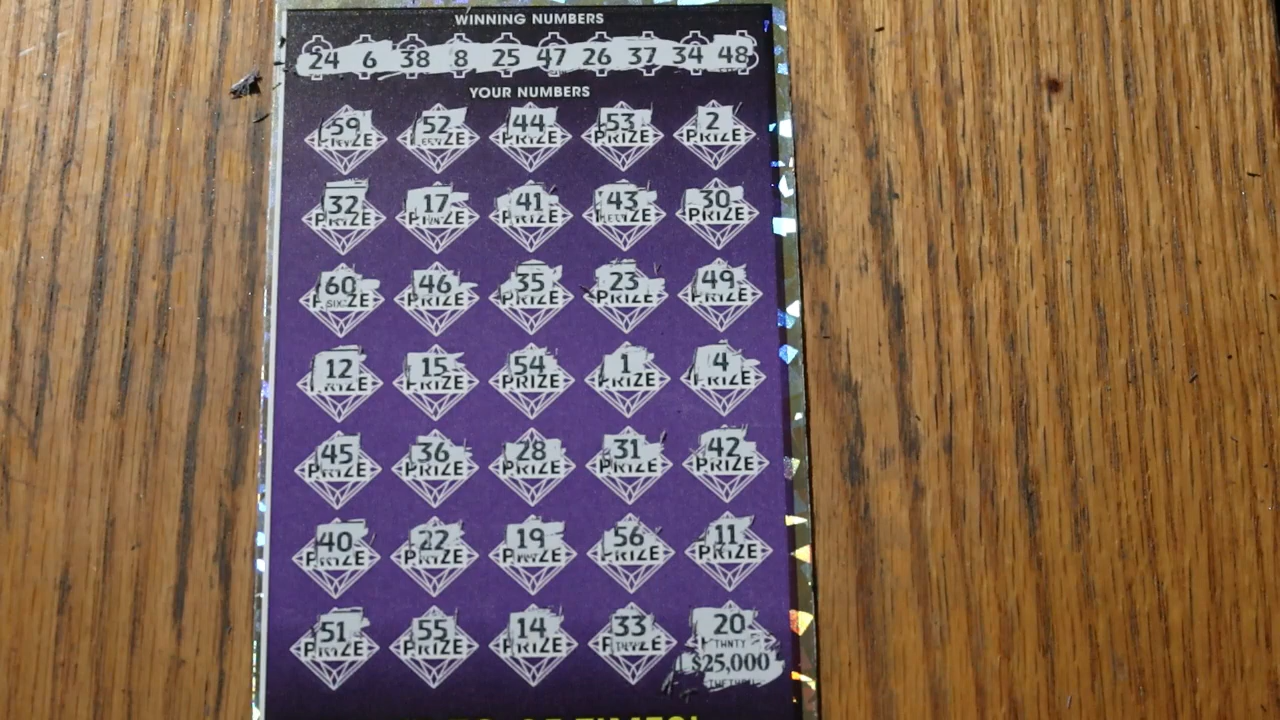 WINNING NUMBERS
24 6 38 8 25 47 26 37 34 48
YOUR NUMBERS
59 52 44 53 2
PRIZE PRIZE PRIZE PRIZE
32 17 41 43 30
PRIZE PRIZE PRIZE PRIZE PRIZE
60 46 35 23 49
SIX
PRIZE PRIZE PRIZE PRIZE
12 15 54 1 4
PRIZE PRIZE PRIZE PRIZE PRIZE
45 36 28 31 42
PRIZE PRIZE PRIZE PRIZE PRIZE
40 22 19 56 11
PRIZE PRIZE PRIZE PRIZE PRIZE
51 55 14 33 20
PRIZE PRIZE PRIZE PRIZE TWNTY
$25,000